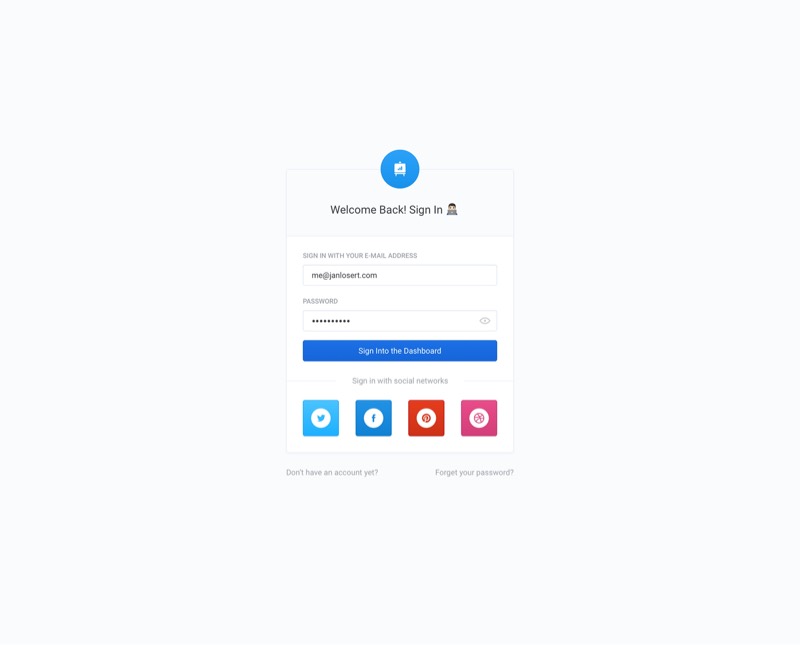 Welcome Back! Sign In 👨🏻‍💻
SIGN IN WITH YOUR E-MAIL ADDRESS
me@janlosert.com
PASSWORD
••••••••••
Sign Into the Dashboard
Sign in with social networks
Don't have an account yet?
Forget your password?